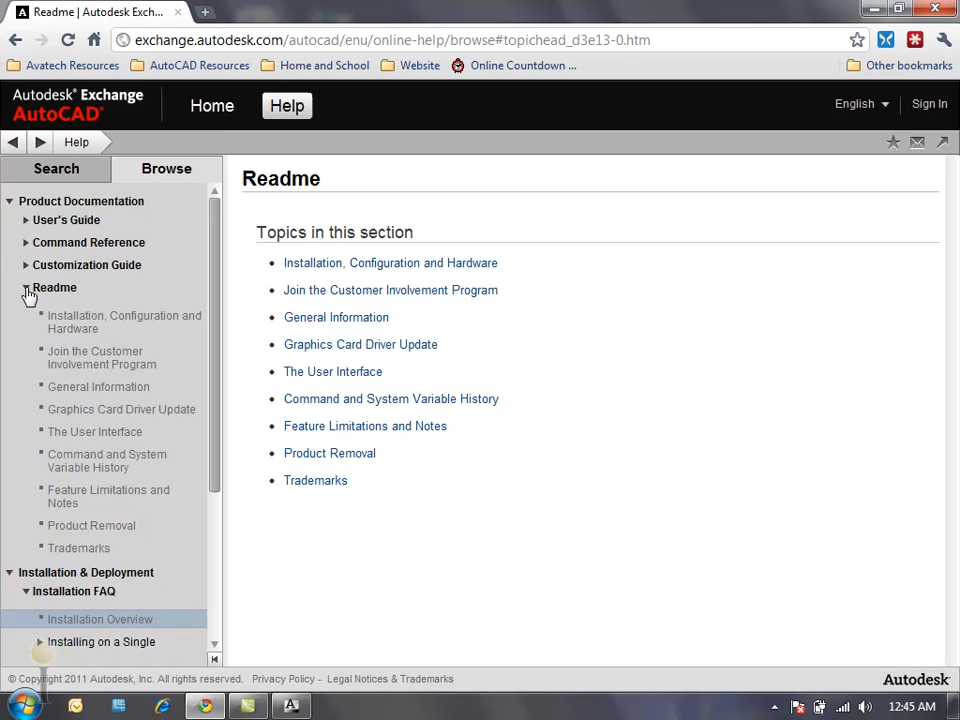 Readme | Autodesk Exch...
exchange.autodesk.com/autocad/enu/online-help/browse#topichead_d3e13-0.htm
Avatech Resources
AutoCAD Resources
Home and School
Website
Online Countdown ...
Other bookmarks
Autodesk® Exchange
AutoCAD®
Home
Help
English
Sign In
Help
Search
Browse
Product Documentation
User's Guide
Command Reference
Customization Guide
Readme
Installation, Configuration and
Hardware
Join the Customer
Involvement Program
General Information
Graphics Card Driver Update
The User Interface
Command and System
Variable History
Feature Limitations and
Notes
Product Removal
Trademarks
Installation & Deployment
Installation FAQ
Installation Overview
Installing on a Single
Readme
Topics in this section
Installation, Configuration and Hardware
Join the Customer Involvement Program
General Information
Graphics Card Driver Update
The User Interface
Command and System Variable History
Feature Limitations and Notes
Product Removal
Trademarks
© Copyright 2011 Autodesk, Inc. All rights reserved. Privacy Policy - Legal Notices & Trademarks
Autodesk
12:45 AM